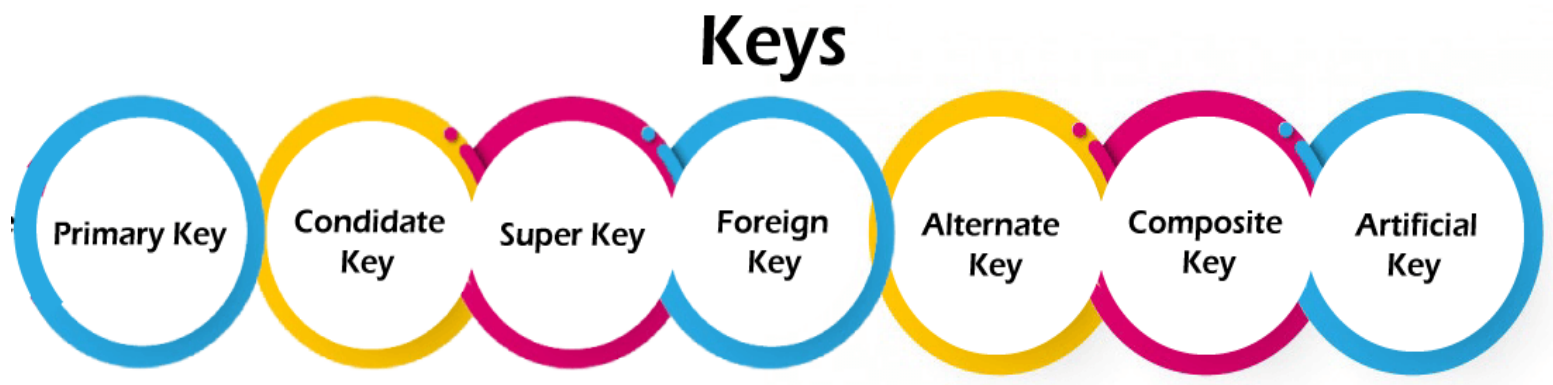 Keys
Primary Key
Condidate
Key
Super Key
Foreign
Key
Alternate
Key
Composite
Key
Artificial
Key